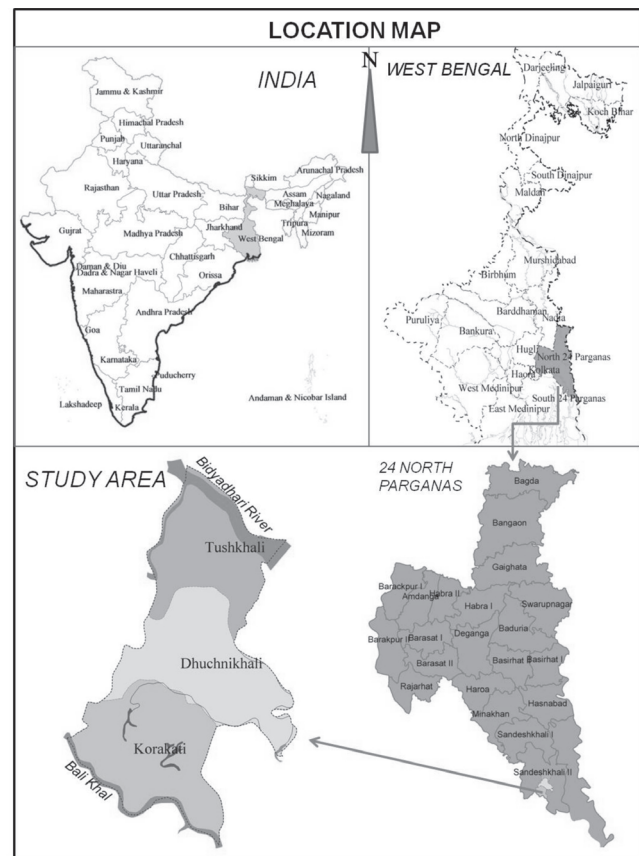 LOCATION MAP
INDIA
Jammu & Kashmir
Himachal Pradesh
Punjab
Uttaranchal
Haryana
Rajasthan
Uttar Pradesh
Sikkim
Arunachal Pradesh
Assam
Nagaland
Meghalaya
Bihar
Manipur
Tripura
Mizoram
Jharkhand
West Bengal
Gujrat
Madhya Pradesh
Chhattisgarh
Daman & Diu
Dadra & Nagar Haveli
Orissa
Maharastra
Andhra Pradesh
Goa
Karnataka
Puducherry
Tamil Nadu
Lakshadeep
Kerala
Andaman & Nicobar Island
N
WEST BENGAL
Darjeeling
Jalpaiguri
Koch Bihar
North Dinajpur
South Dinajpur
Maldah
Murshidabad
Birbhum
Barddhaman
Nadia
Puruliya
Bankura
Hugli
North 24 Parganas
Kolkata
Haora
West Medinipur
South 24 Parganas
East Medinipur
STUDY AREA
Bidyadhari River
Tushkhali
Dhuchnikhali
Korakati
Bali Khal
24 NORTH
PARGANAS
Bagda
Bangaon
Gaighata
Barackpur I
Amdanga
Habra II
Habra I
Swarupnagar
Barakpur II
Barasat I
Deganga
Baduria
Barasat II
Basirhat II
Basirhat I
Rajarhat
Haroa
Hasnabad
Minakhan
Sandeshkhali I
Sandeshkhali II